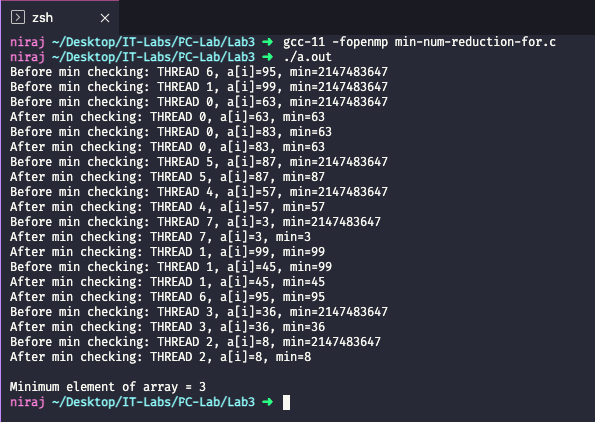 zsh
niraj ~/Desktop/IT-Labs/PC-Lab/Lab3 ➜ gcc-11 -fopenmp min-num-reduction-for.c
niraj ~/Desktop/IT-Labs/PC-Lab/Lab3 ➜ ./a.out
Before min checking: THREAD 6, a[i]=95, min=2147483647
Before min checking: THREAD 1, a[i]=99, min=2147483647
Before min checking: THREAD 0, a[i]=63, min=2147483647
After min checking: THREAD 0, a[i]=63, min=63
Before min checking: THREAD 0, a[i]=83, min=63
After min checking: THREAD 0, a[i]=83, min=63
Before min checking: THREAD 5, a[i]=87, min=2147483647
After min checking: THREAD 5, a[i]=87, min=87
Before min checking: THREAD 4, a[i]=57, min=2147483647
After min checking: THREAD 4, a[i]=57, min=57
Before min checking: THREAD 7, a[i]=3, min=2147483647
After min checking: THREAD 7, a[i]=3, min=3
After min checking: THREAD 1, a[i]=99, min=99
Before min checking: THREAD 1, a[i]=45, min=99
After min checking: THREAD 1, a[i]=45, min=45
After min checking: THREAD 6, a[i]=95, min=95
Before min checking: THREAD 3, a[i]=36, min=2147483647
After min checking: THREAD 3, a[i]=36, min=36
Before min checking: THREAD 2, a[i]=8, min=2147483647
After min checking: THREAD 2, a[i]=8, min=8
Minimum element of array = 3
niraj ~/Desktop/IT-Labs/PC-Lab/Lab3 ➜